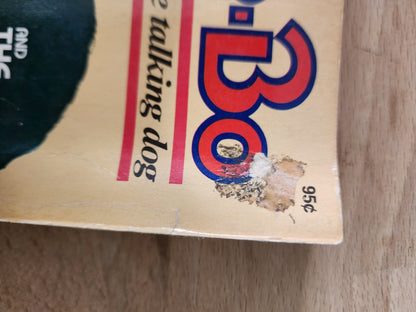 95¢
-Bo
e talking dog
AND
THE